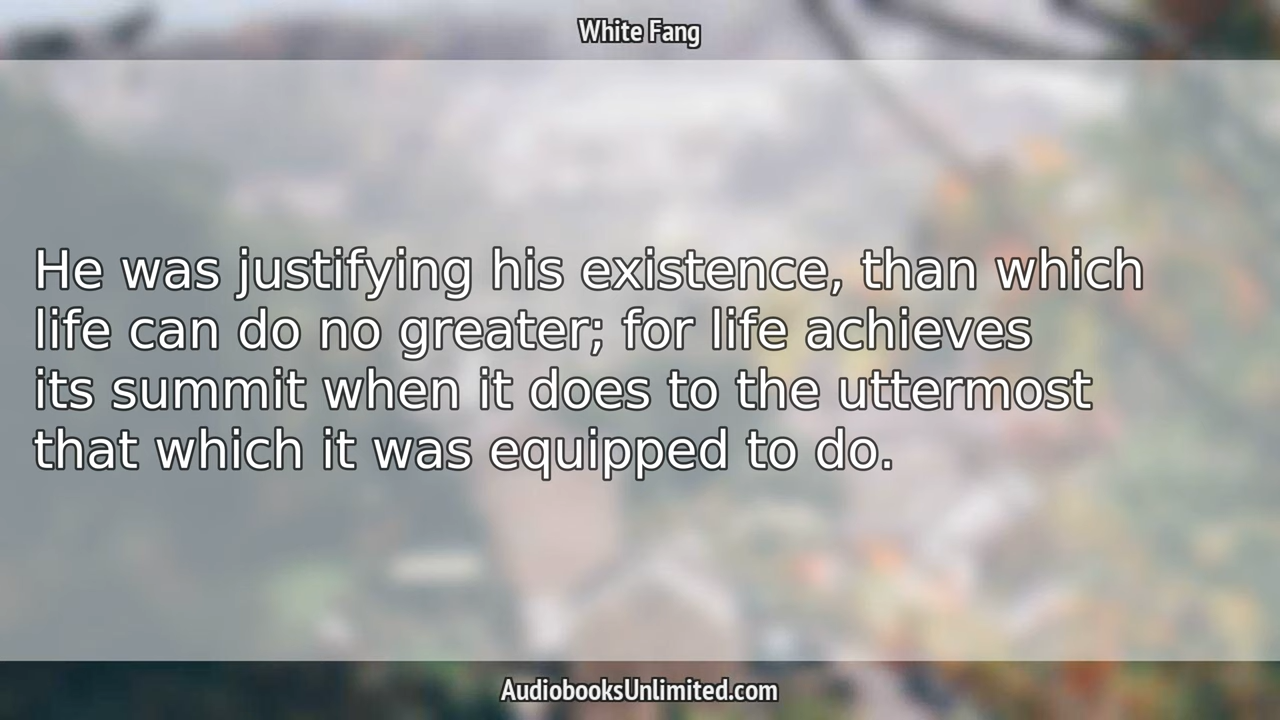 White Fang
He was justifying his existence, than which
life can do no greater; for life achieves
its summit when it does to the uttermost
that which it was equipped to do.
AudiobooksUnlimited.com